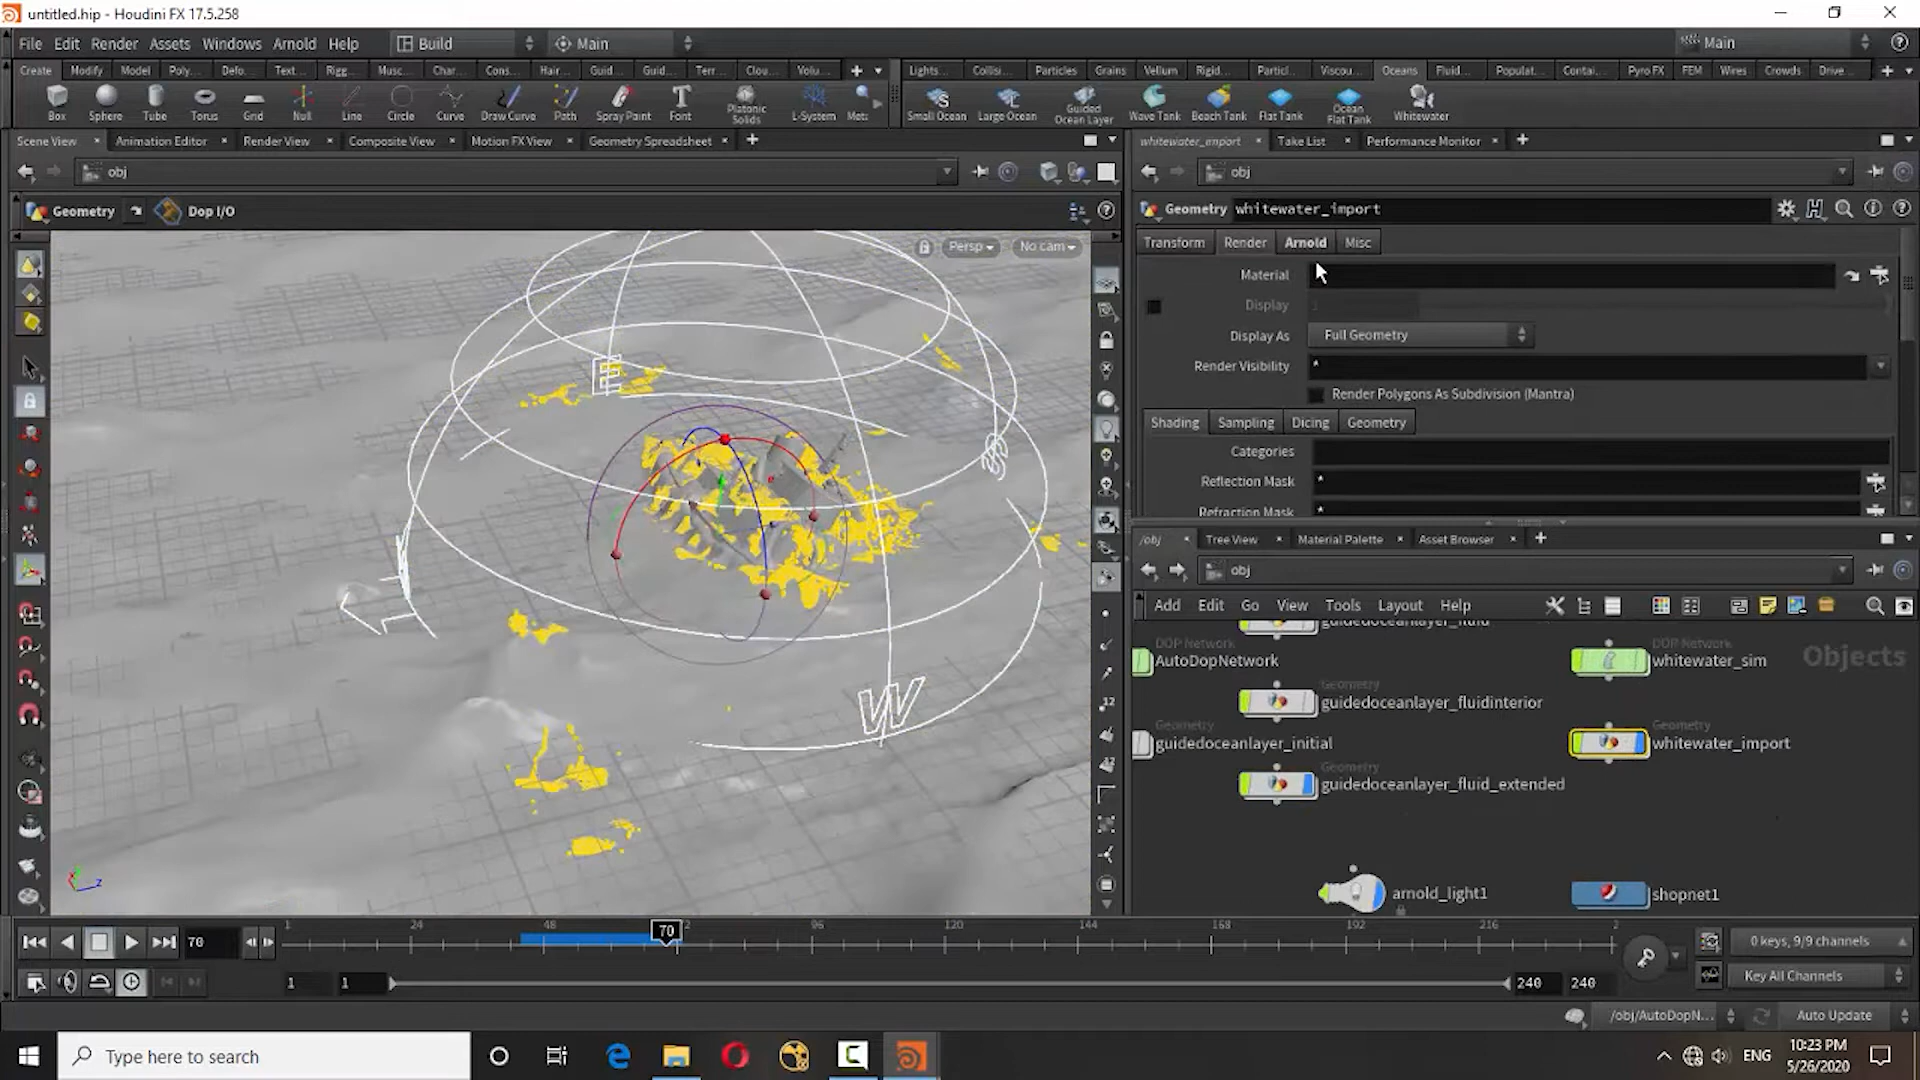 untitled.hip - Houdini FX 17.5.258
File Edit Render Assets Windows Arnold Help Build Main Main
Create Modify Model Poly... Defo... Text... Rigg... Musc... Char... Cons... Hair... Guid... Guid... Terr... Clou... Volu...
Lights... Collisi... Particles Grains Vellum Rigid... Particl... Viscou... Oceans Fluid... Populat... Contai... Pyro FX FEM Wires Crowds Drive...
Box Sphere Tube Torus Grid Null Line Circle Curve Draw Curve Path Spray Paint Font Platonic Solids L-System Met:
Small Ocean Large Ocean Guided Ocean Layer Wave Tank Beach Tank Flat Tank Ocean Flat Tank Whitewater
Scene View Animation Editor Render View Composite View Motion FX View Geometry Spreadsheet
whitewater_import Take List Performance Monitor
obj
obj
Geometry Dop I/O
Geometry whitewater_import
Persp No cam
Transform Render Arnold Misc
Material
Display
Display As Full Geometry
Render Visibility *
Render Polygons As Subdivision (Mantra)
Shading Sampling Dicing Geometry
Categories
Reflection Mask *
Refraction Mask *
E
S
W
/obj Tree View Material Palette Asset Browser
obj
Add Edit Go View Tools Layout Help
guidedoceanlayer_fluid
Objects
DOP Network
AutoDopNetwork
DOP Network
whitewater_sim
Geometry
guidedoceanlayer_fluidinterior
Geometry
guidedoceanlayer_initial
Geometry
whitewater_import
Geometry
guidedoceanlayer_fluid_extended
arnold_light1
shopnet1
z
70
1 24 48 70 2 96 120 144 168 192 216 2
0 keys, 9/9 channels
1 1 240 240
Key All Channels
/obj/AutoDopN... Auto Update
Type here to search
ENG
10:23 PM
5/26/2020